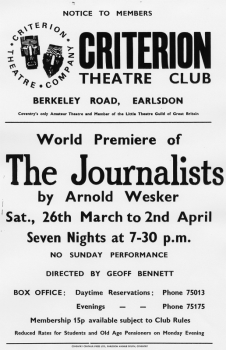 NOTICE TO MEMBERS
CRITERION
THEATRE COMPANY
CRITERION
THEATRE CLUB
BERKELEY ROAD, EARLSDON
Coventry's only Amateur Theatre and Member of the Little Theatre Guild of Great Britain
World Premiere of
The Journalists
by Arnold Wesker
Sat., 26th March to 2nd April
Seven Nights at 7-30 p.m.
NO SUNDAY PERFORMANCE
DIRECTED BY GEOFF BENNETT
BOX OFFICE: Daytime Reservations; Phone 75013
Evenings — — Phone 75175
Membership 15p available subject to Club Rules
Reduced Rates for Students and Old Age Pensioners on Monday Evening